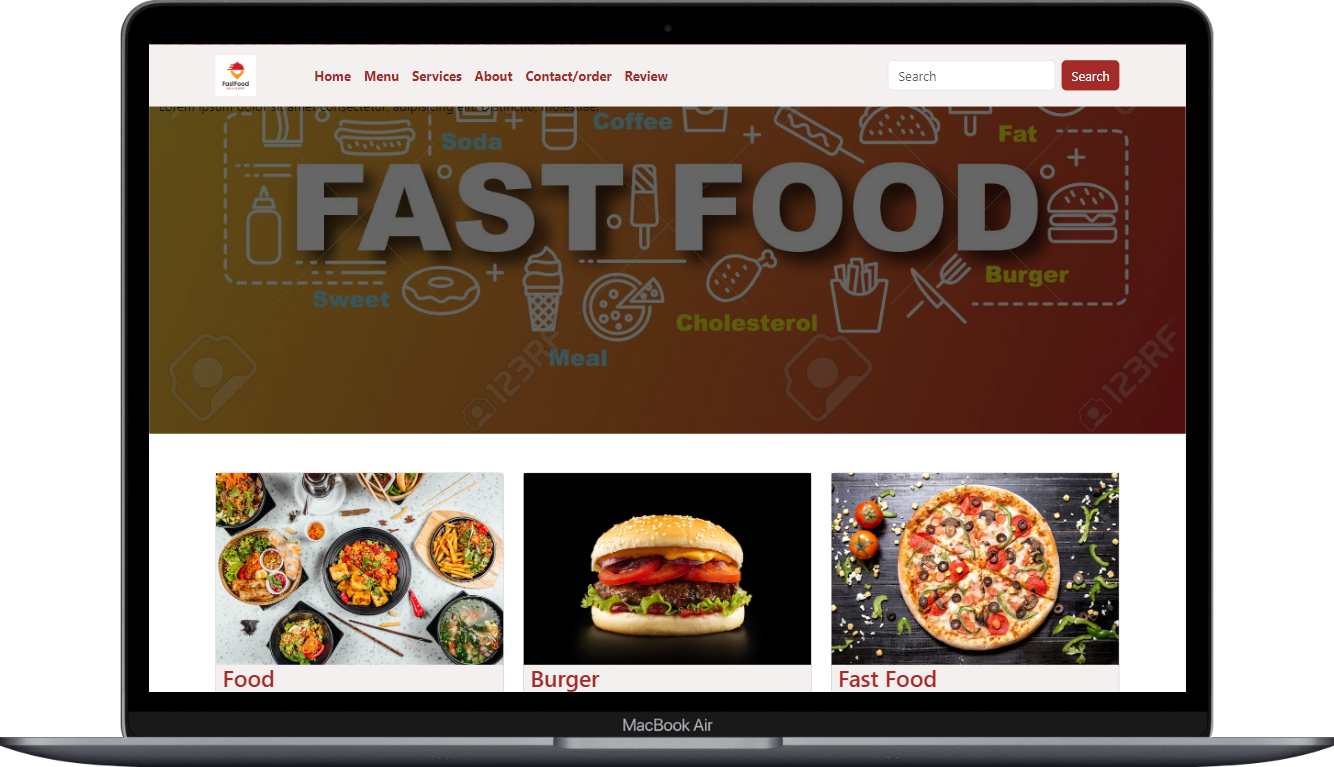 FastFood
DELIVERY
Home Menu Services About Contact/order Review
Search Search
Lorem ipsum dolor sit amet consectetur, adipisicing elit. Distinctio, molestiae.
Coffee
Soda
Fat
FAST FOOD
Burger
Sweet
Cholesterol
Meal
123RF
123RF
Food
Burger
Fast Food
MacBook Air